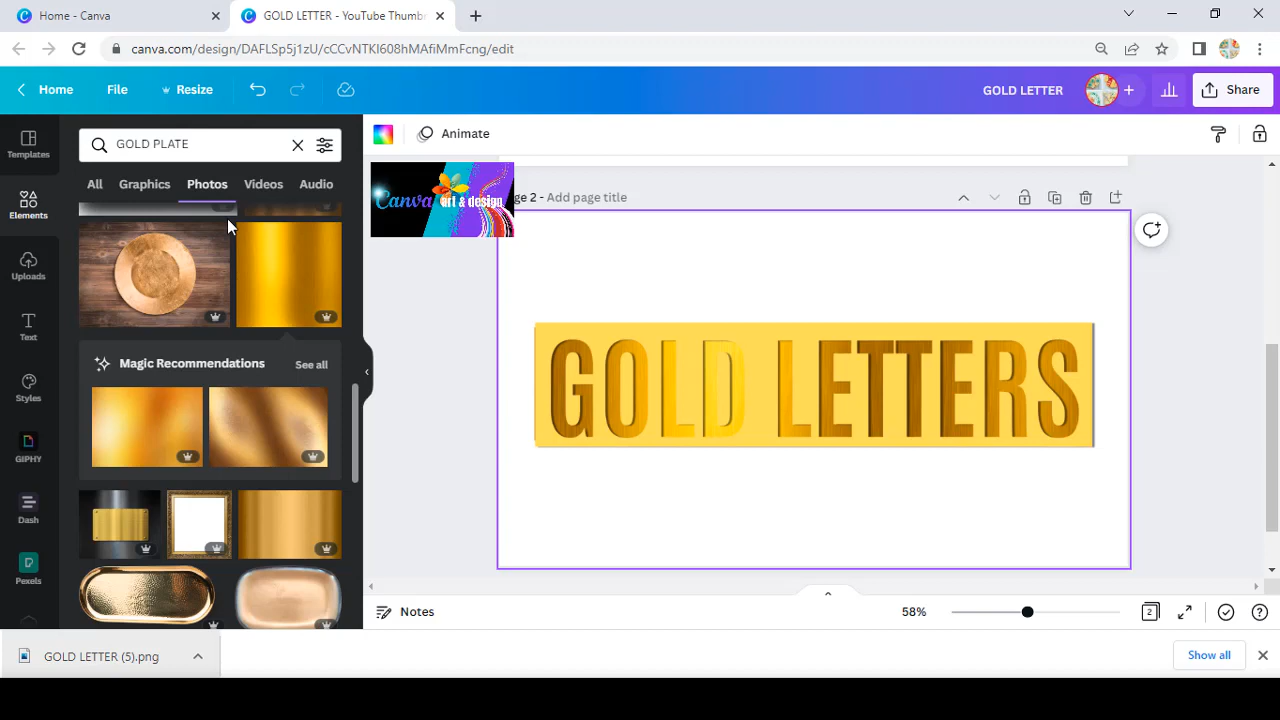 Home - Canva
GOLD LETTER - YouTube Thumbn
canva.com/design/DAFLSp5j1zU/cCCvNTKl608hMAfiMmFcng/edit
Home
File
Resize
GOLD LETTER
Share
Templates
Elements
Uploads
Text
Styles
GIPHY
Dash
Pexels
GOLD PLATE
All
Graphics
Photos
Videos
Audio
Magic Recommendations
See all
Animate
Canva art & design
ge 2 - Add page title
GOLD LETTERS
Notes
58%
2
GOLD LETTER (5).png
Show all